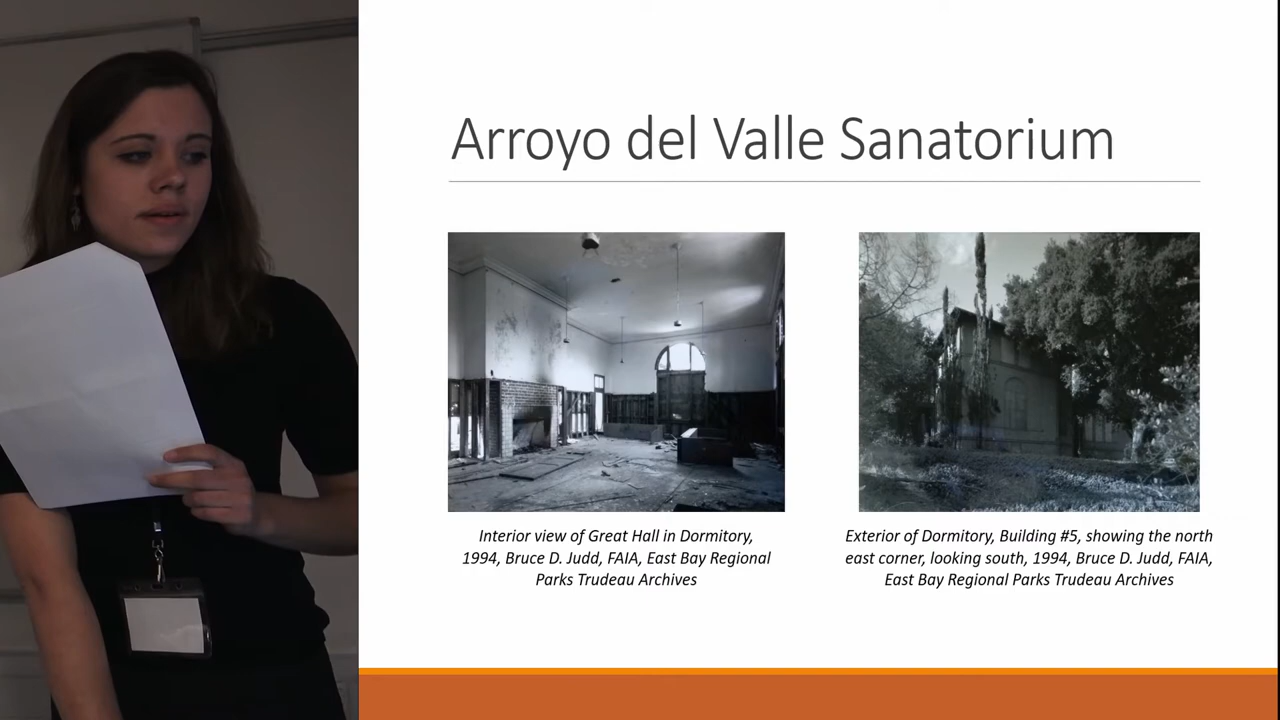 Arroyo del Valle Sanatorium
Interior view of Great Hall in Dormitory,
1994, Bruce D. Judd, FAIA, East Bay Regional
Parks Trudeau Archives
Exterior of Dormitory, Building #5, showing the north
east corner, looking south, 1994, Bruce D. Judd, FAIA,
East Bay Regional Parks Trudeau Archives